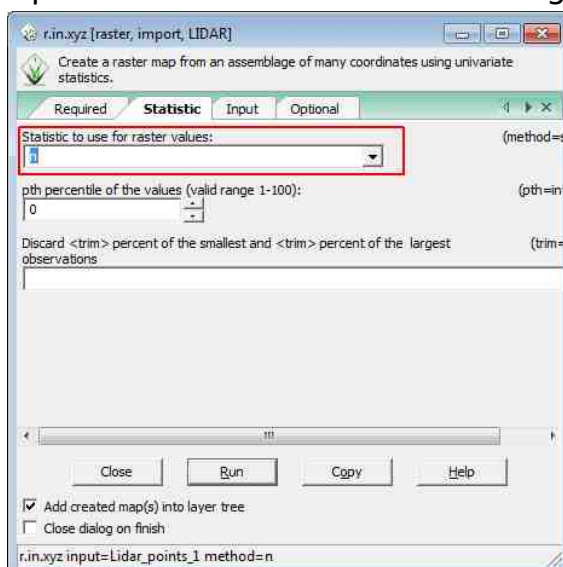 r.in.xyz [raster, import, LIDAR]
Create a raster map from an assemblage of many coordinates using univariate
statistics.
Required Statistic Input Optional
Statistic to use for raster values: (method=s
n
pth percentile of the values (valid range 1-100): (pth=in
0
Discard <trim> percent of the smallest and <trim> percent of the largest (trim=
observations
Close Run Copy Help
Add created map(s) into layer tree
Close dialog on finish
r.in.xyz input=Lidar_points_1 method=n